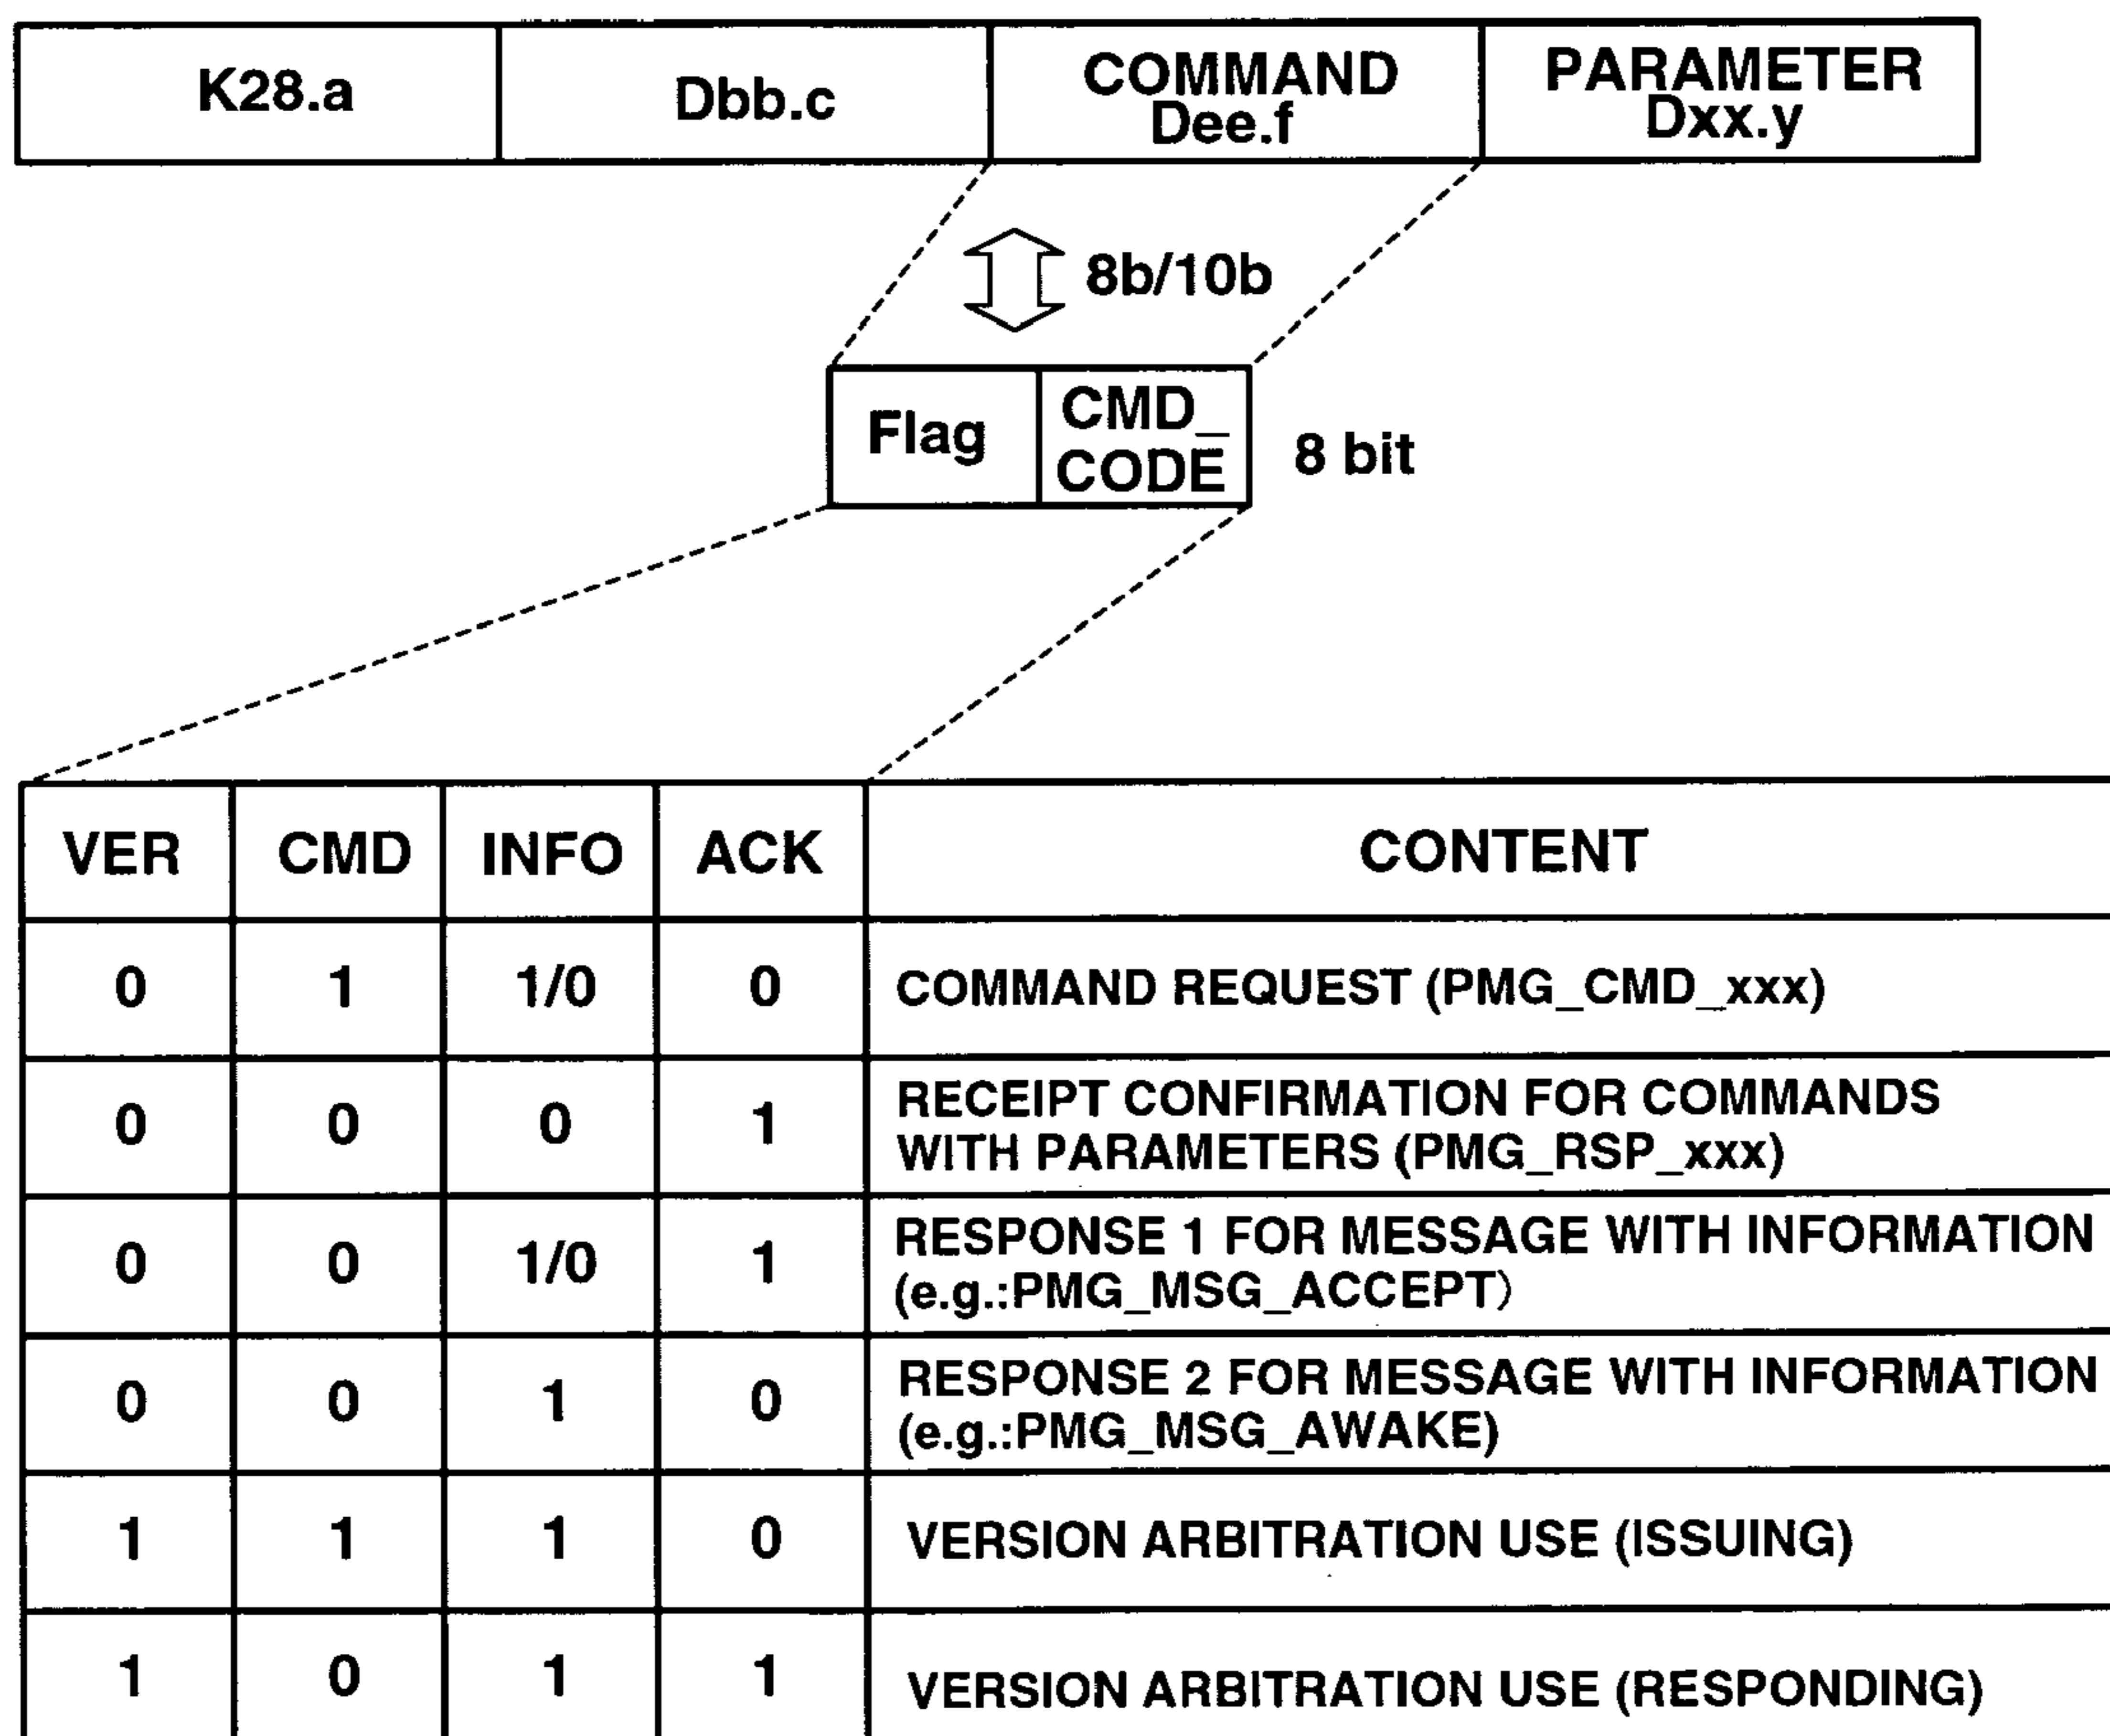 K28.a
Dbb.c
COMMAND
Dee.f
PARAMETER
Dxx.y
8b/10b
Flag
CMD_
CODE
8 bit
VER CMD INFO ACK CONTENT
0 1 1/0 0 COMMAND REQUEST (PMG_CMD_xxx)
0 0 0 1 RECEIPT CONFIRMATION FOR COMMANDS
WITH PARAMETERS (PMG_RSP_xxx)
0 0 1/0 1 RESPONSE 1 FOR MESSAGE WITH INFORMATION
(e.g.:PMG_MSG_ACCEPT)
0 0 1 0 RESPONSE 2 FOR MESSAGE WITH INFORMATION
(e.g.:PMG_MSG_AWAKE)
1 1 1 0 VERSION ARBITRATION USE (ISSUING)
1 0 1 1 VERSION ARBITRATION USE (RESPONDING)